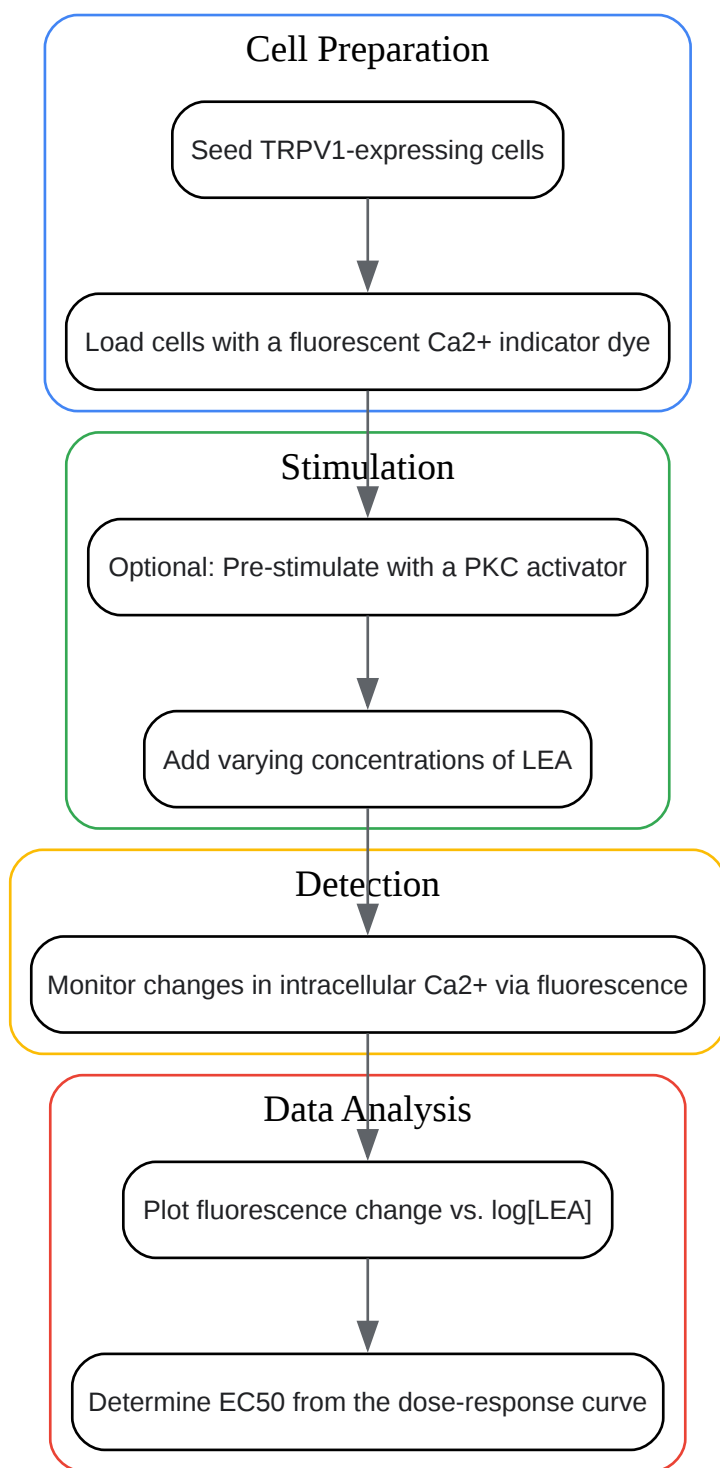 Cell Preparation
Seed TRPV1-expressing cells
Load cells with a fluorescent Ca2+ indicator dye
Stimulation
Optional: Pre-stimulate with a PKC activator
Add varying concentrations of LEA
Detection
Monitor changes in intracellular Ca2+ via fluorescence
Data Analysis
Plot fluorescence change vs. log[LEA]
Determine EC50 from the dose-response curve